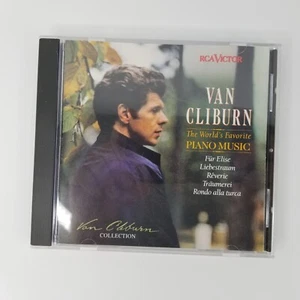 RCA VICTOR
VAN
CLIBURN
The World's Favorite
PIANO MUSIC
Für Elise
Liebestraum
Rêverie
Träumerei
Rondo alla turca
Van Cliburn
COLLECTION